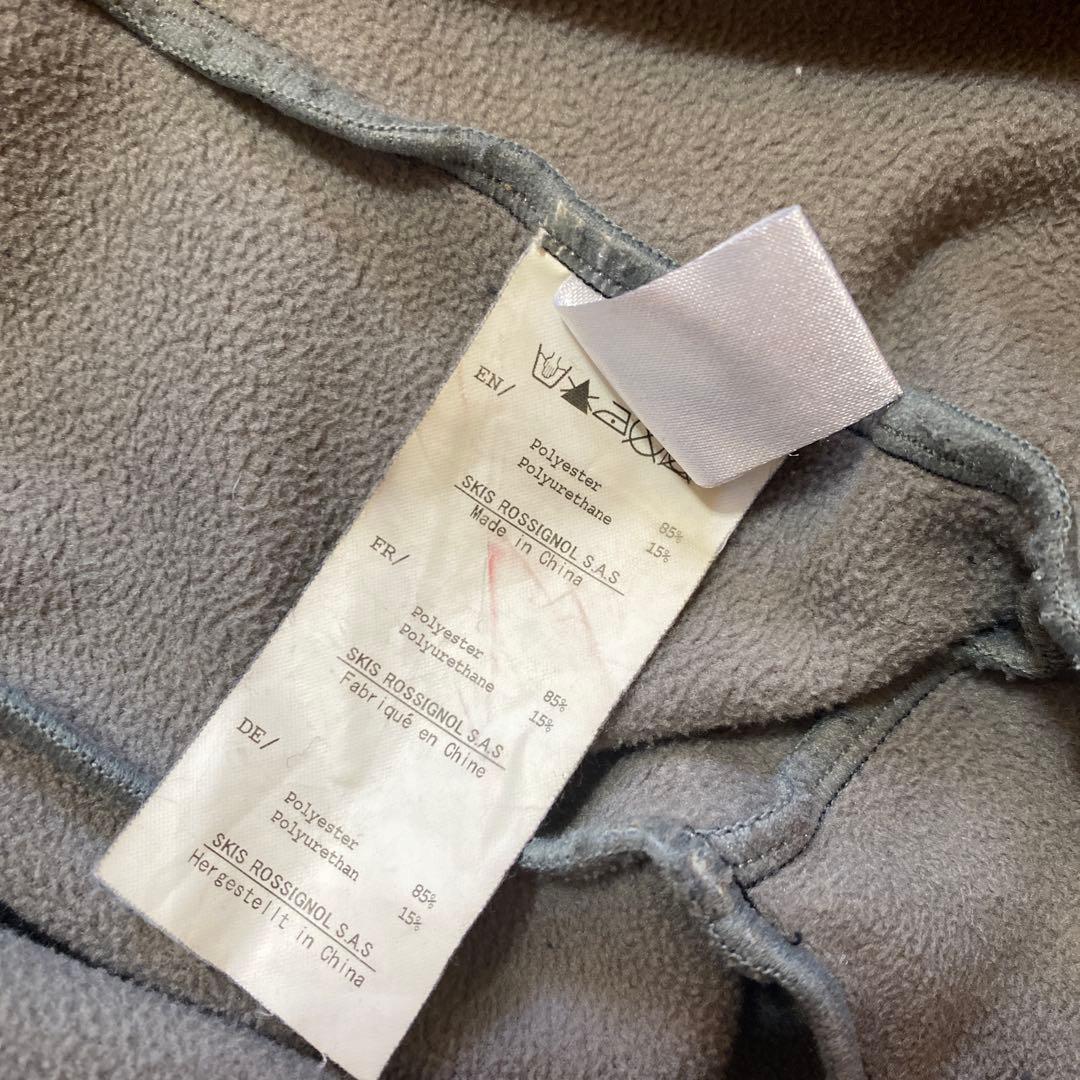 EN/
Polyester 85%
Polyurethane 15%
SKIS ROSSIGNOL S.A.S
Made in China
FR/
Polyester 85%
Polyurethane 15%
SKIS ROSSIGNOL S.A.S
Fabriqué en Chine
DE/
Polyester 85%
Polyurethan 15%
SKIS ROSSIGNOL S.A.S
Hergestellt in China